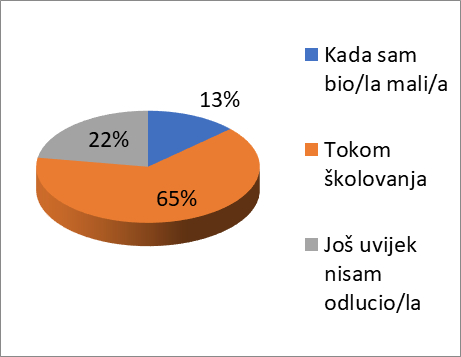 13%
22%
65%
Kada sam
bio/la mali/a
Tokom
školovanja
Još uvijek
nisam
odlucio/la